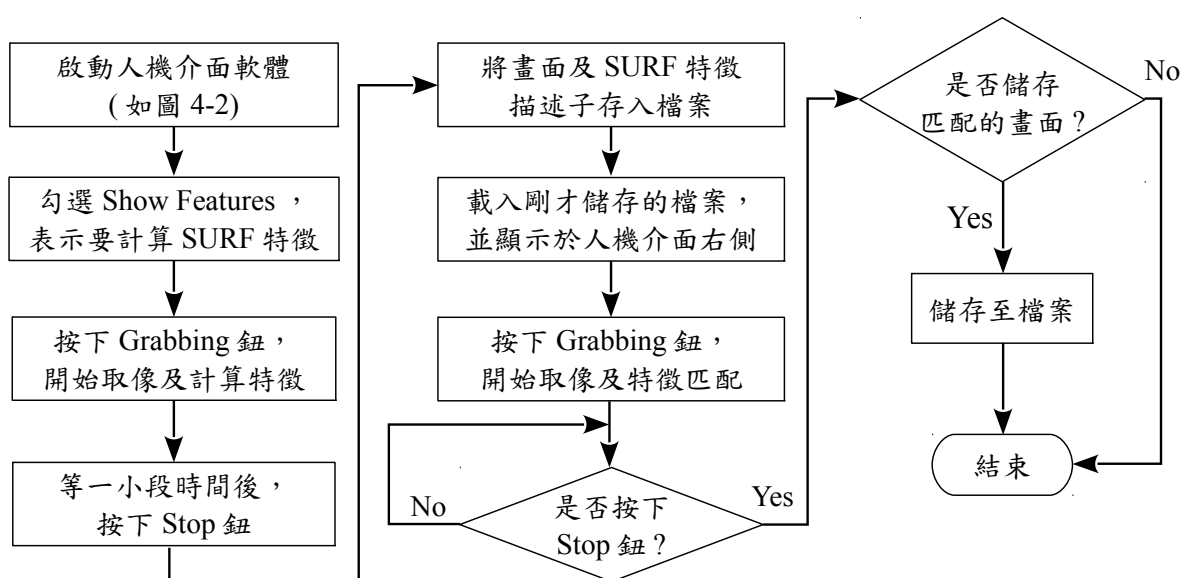 啟動人機介面軟體
( 如圖 4-2)
勾選 Show Features ，
表示要計算 SURF 特徵
按下 Grabbing 鈕，
開始取像及計算特徵
等一小段時間後，
按下 Stop 鈕
將畫面及 SURF 特徵
描述子存入檔案
載入剛才儲存的檔案，
並顯示於人機介面右側
按下 Grabbing 鈕，
開始取像及特徵匹配
是否按下
Stop 鈕？
No
Yes
是否儲存
匹配的畫面？
No
Yes
儲存至檔案
結束